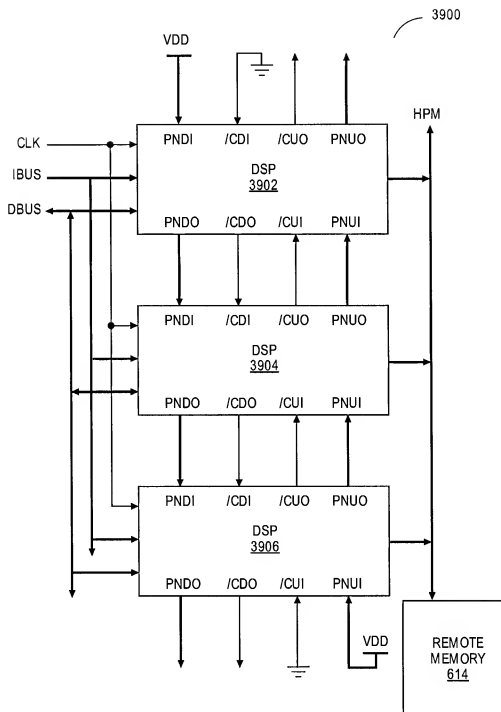 3900
VDD
HPM
CLK
IBUS
DBUS
PNDI /CDI /CUO PNUO
DSP
3902
PNDO /CDO /CUI PNUI
PNDI /CDI /CUO PNUO
DSP
3904
PNDO /CDO /CUI PNUI
PNDI /CDI /CUO PNUO
DSP
3906
PNDO /CDO /CUI PNUI
VDD
REMOTE
MEMORY
614